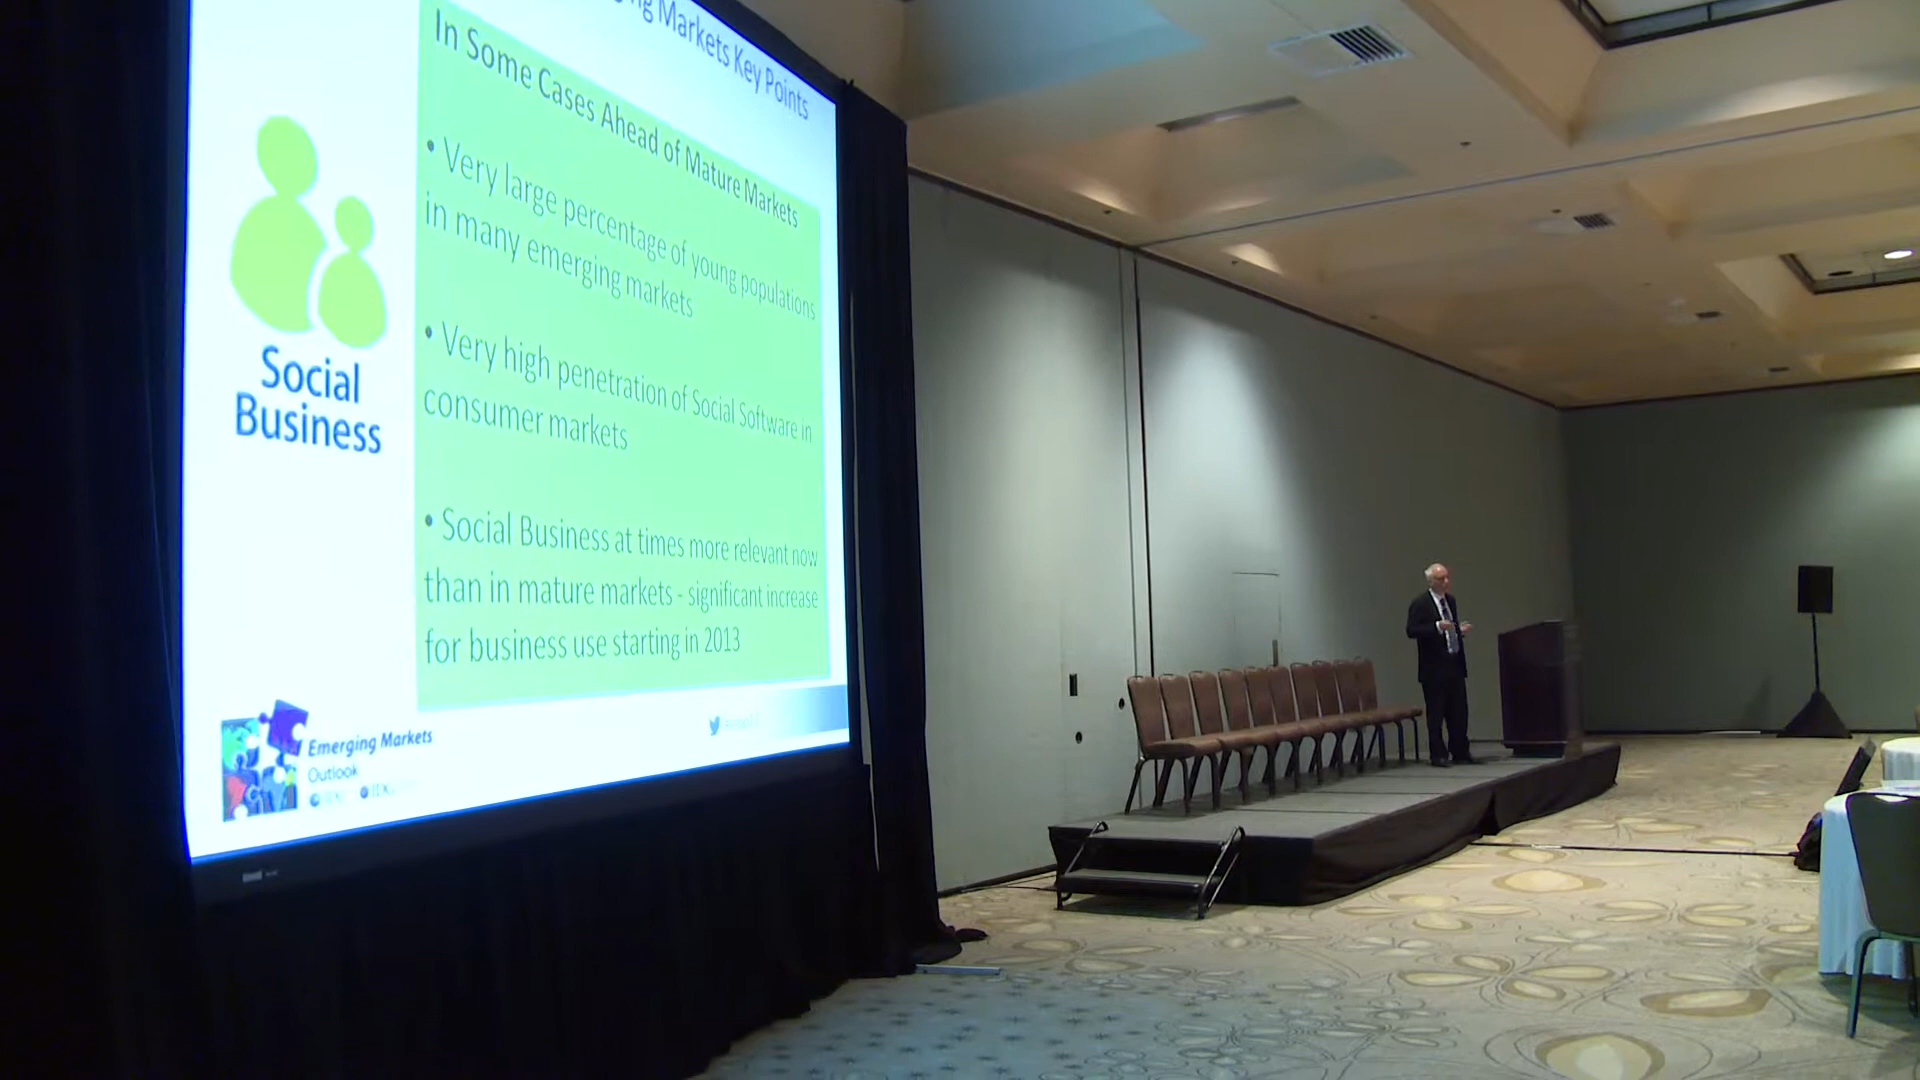 Markets Key Points
In Some Cases Ahead of Mature Markets
• Very large percentage of young populations
in many emerging markets
• Very high penetration of Social Software in
consumer markets
• Social Business at times more relevant now
than in mature markets - significant increase
for business use starting in 2013
Social
Business
Emerging Markets
Outlook